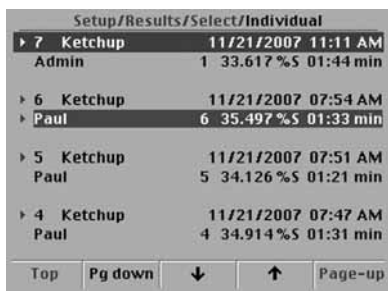 Setup/Results/Select/Individual
7 Ketchup 11/21/2007 11:11 AM
Admin 1 33.617 %S 01:44 min
6 Ketchup 11/21/2007 07:54 AM
Paul 6 35.497 %S 01:33 min
5 Ketchup 11/21/2007 07:51 AM
Paul 5 34.126 %S 01:21 min
4 Ketchup 11/21/2007 07:47 AM
Paul 4 34.914 %S 01:31 min
Top Pg down ↓ ↑ Page-up